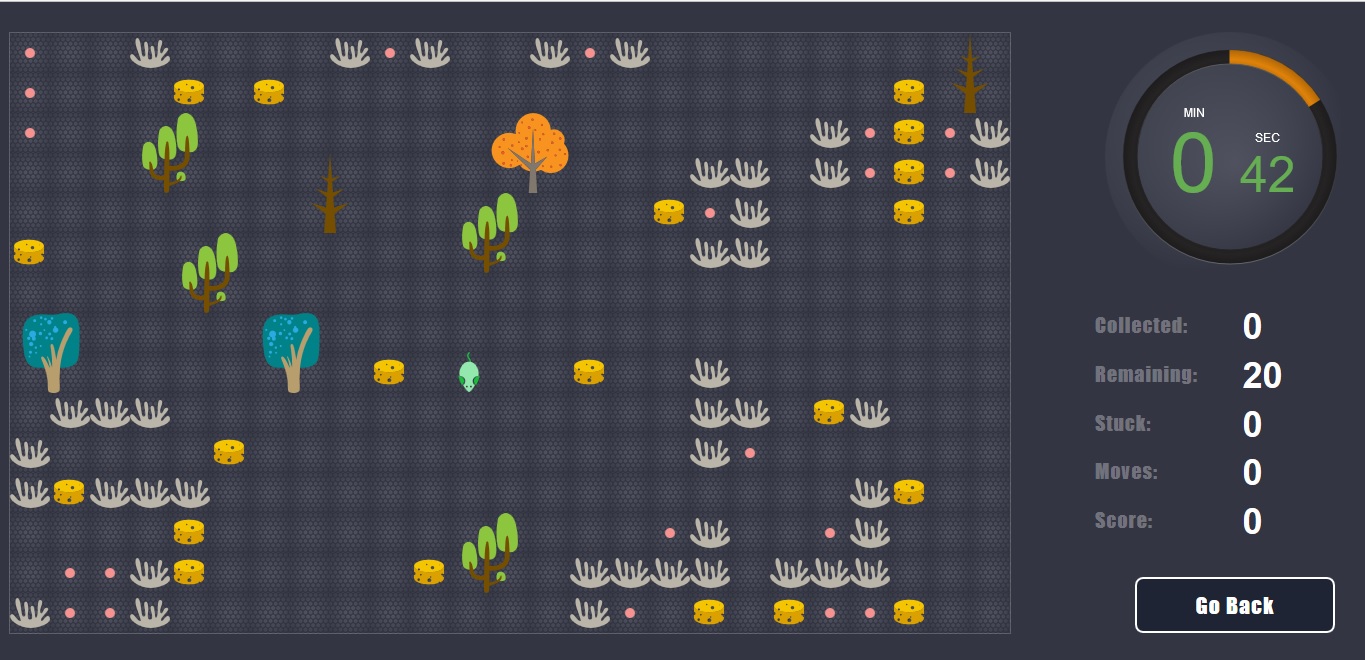 MIN
SEC
0
42
Collected: 0
Remaining: 20
Stuck: 0
Moves: 0
Score: 0
Go Back